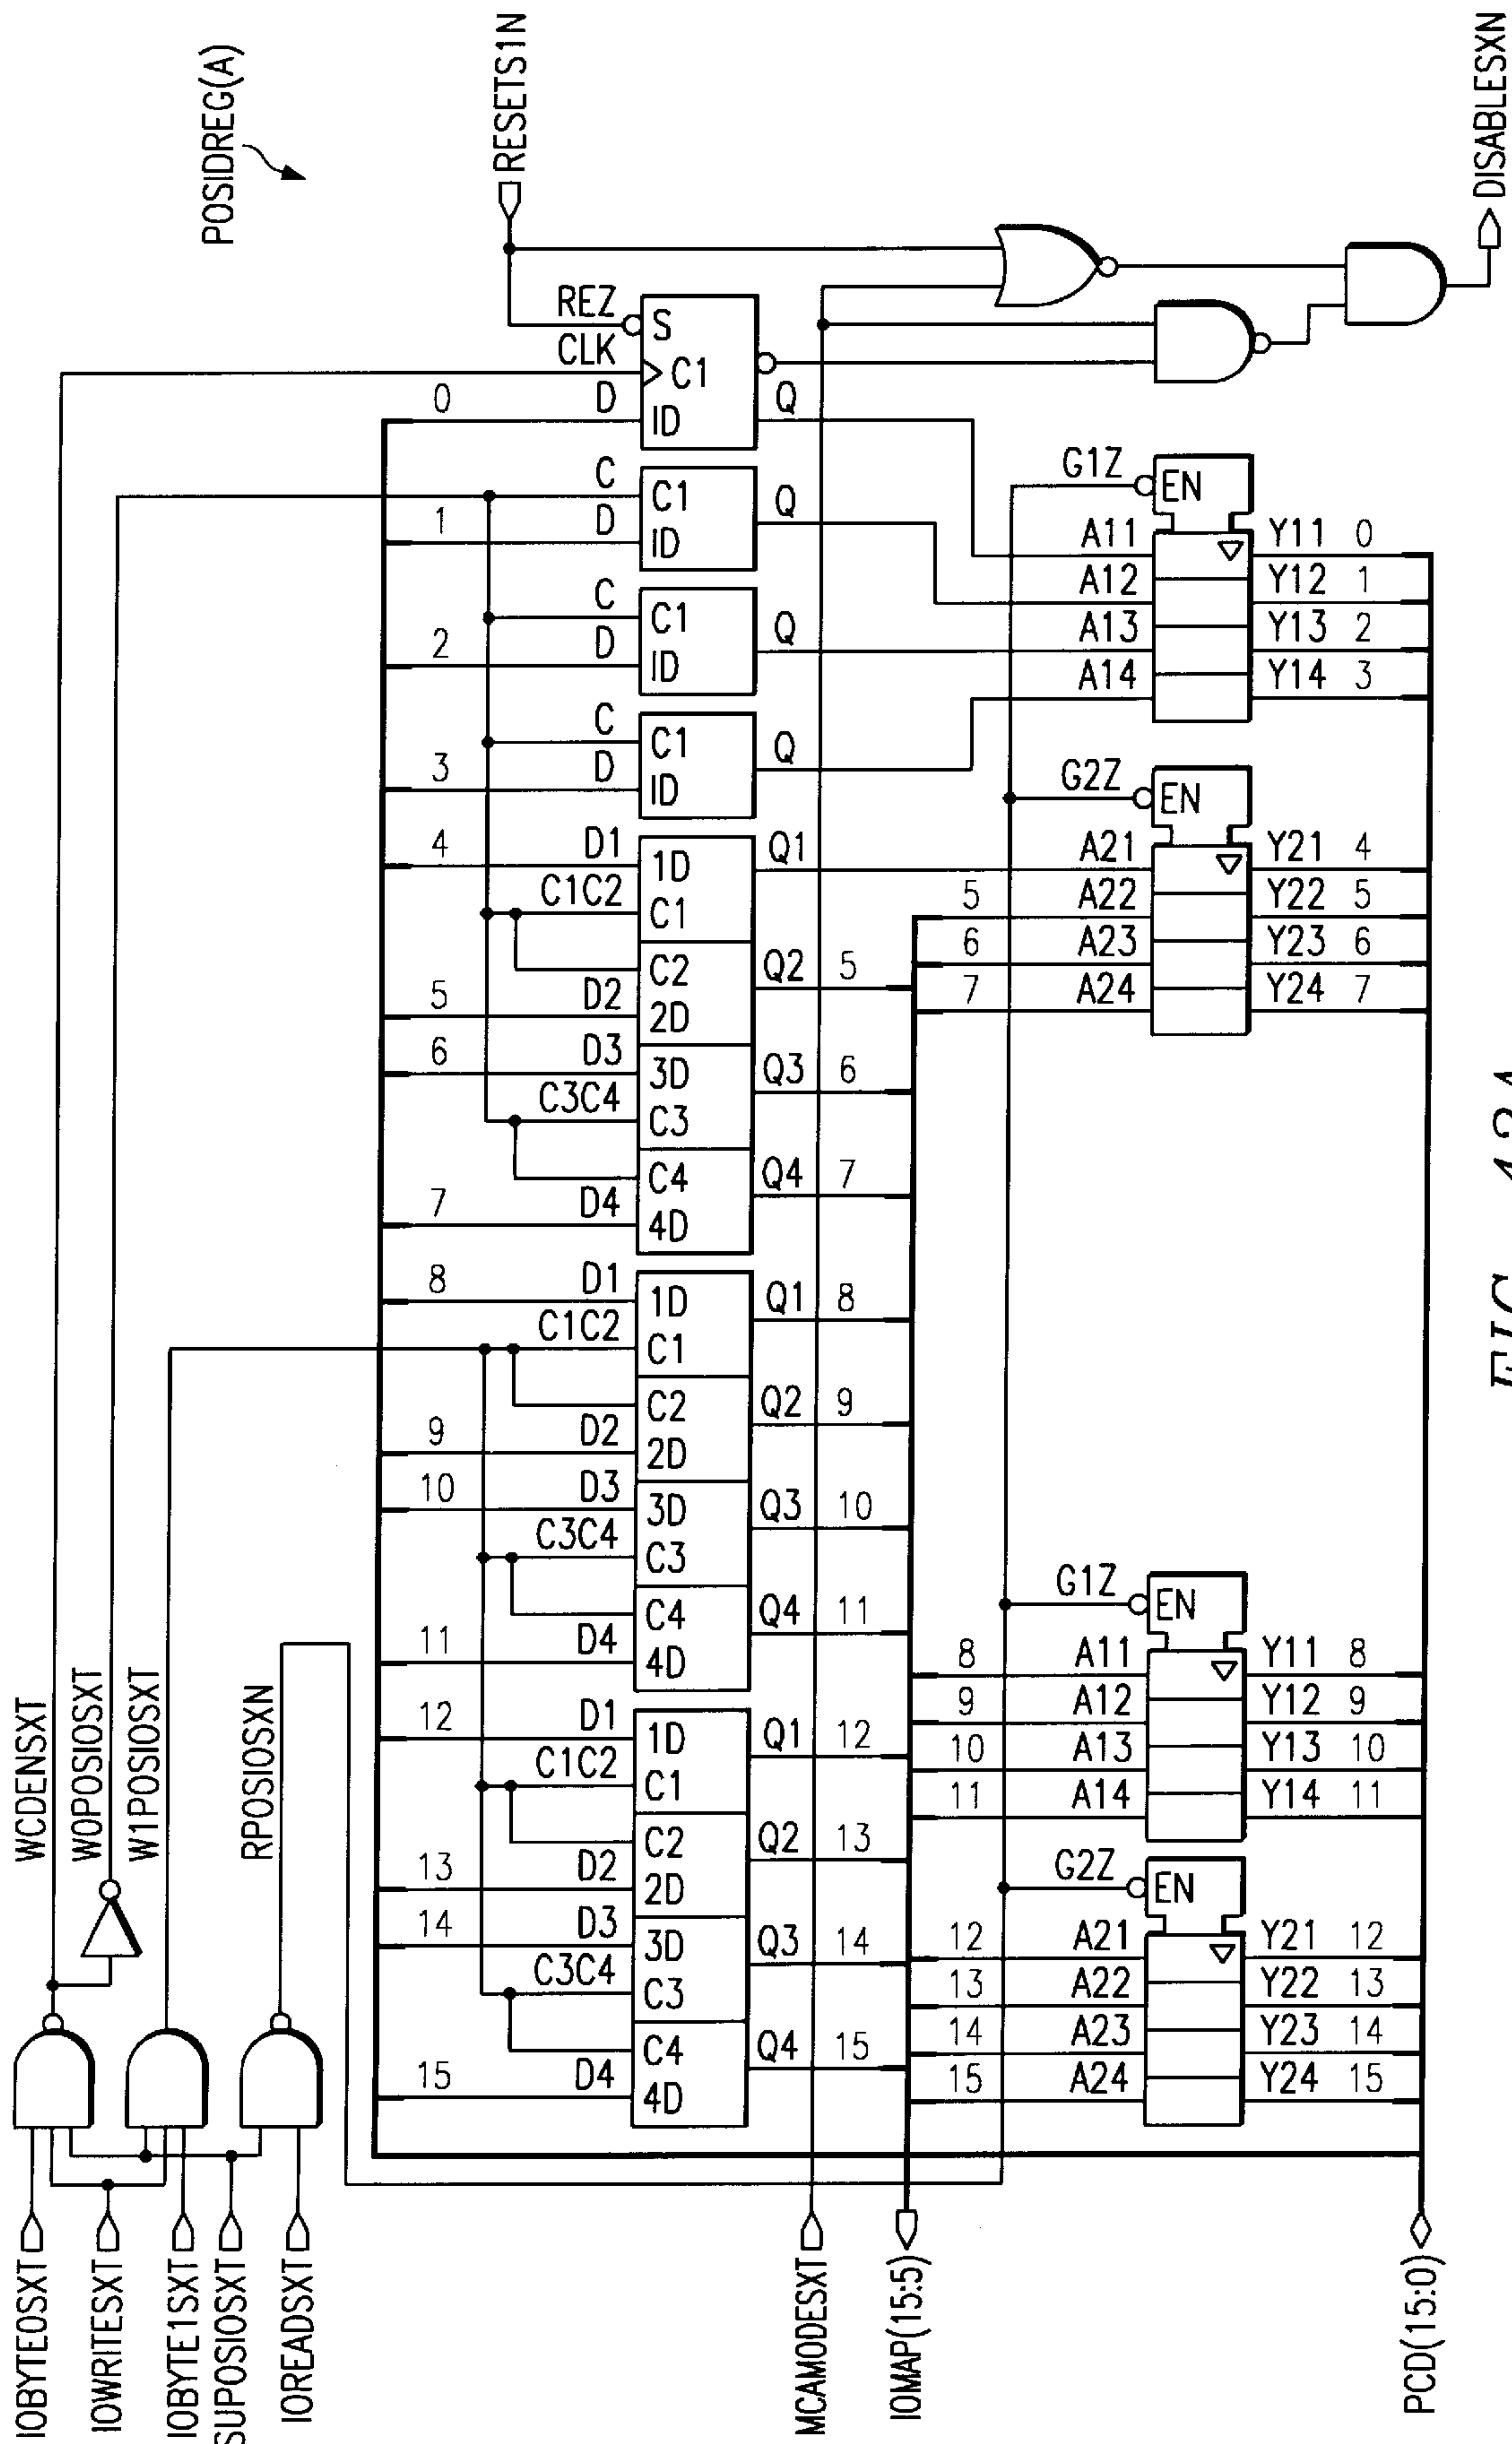 POSIDREG(A)
RESETS1N
DISABLESXN
REZ
CLK
0
D
S
C1
ID
Q
C
1
D
C1
ID
Q
C
2
D
C1
ID
Q
C
3
D
C1
ID
Q
4
D1
C1C2
5
D2
6
D3
C3C4
7
D4
1D
C1
C2
2D
3D
C3
C4
4D
Q1
Q2 5
Q3 6
Q4 7
8
D1
C1C2
9
D2
10
D3
C3C4
11
D4
1D
C1
C2
2D
3D
C3
C4
4D
Q1 8
Q2 9
Q3 10
Q4 11
12
D1
C1C2
13
D2
14
D3
C3C4
15
D4
1D
C1
C2
2D
3D
C3
C4
4D
Q1 12
Q2 13
Q3 14
Q4 15
G1Z EN
A11 Y11 0
A12 Y12 1
A13 Y13 2
A14 Y14 3
G2Z EN
A21 Y21 4
5 A22 Y22 5
6 A23 Y23 6
7 A24 Y24 7
G1Z EN
8 A11 Y11 8
9 A12 Y12 9
10 A13 Y13 10
11 A14 Y14 11
G2Z EN
12 A21 Y21 12
13 A22 Y22 13
14 A23 Y23 14
15 A24 Y24 15
WCDENSXT
W0POSIOSXT
W1POSIOSXT
RPOSIOSXN
IOBYTE0SXT
IOWRITESXT
IOBYTE1SXT
SUPOSIOSXT
IOREADSXT
MCAMODESXT
IOMAP(15:5)
PCD(15:0)